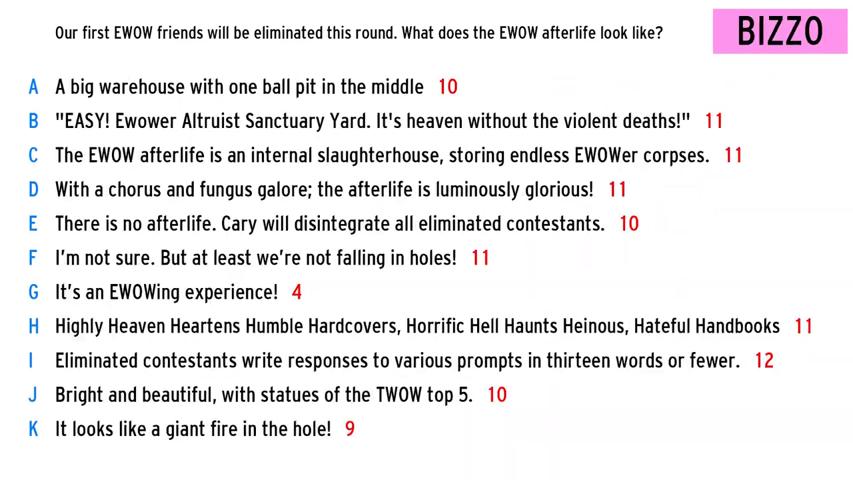 Our first EWOW friends will be eliminated this round. What does the EWOW afterlife look like?
BIZZO
A A big warehouse with one ball pit in the middle 10
B "EASY! Ewower Altruist Sanctuary Yard. It's heaven without the violent deaths!" 11
C The EWOW afterlife is an internal slaughterhouse, storing endless EWOWer corpses. 11
D With a chorus and fungus galore; the afterlife is luminously glorious! 11
E There is no afterlife. Cary will disintegrate all eliminated contestants. 10
F I'm not sure. But at least we're not falling in holes! 11
G It's an EWOWing experience! 4
H Highly Heaven Heartens Humble Hardcovers, Horrific Hell Haunts Heinous, Hateful Handbooks 11
I Eliminated contestants write responses to various prompts in thirteen words or fewer. 12
J Bright and beautiful, with statues of the TWOW top 5. 10
K It looks like a giant fire in the hole! 9